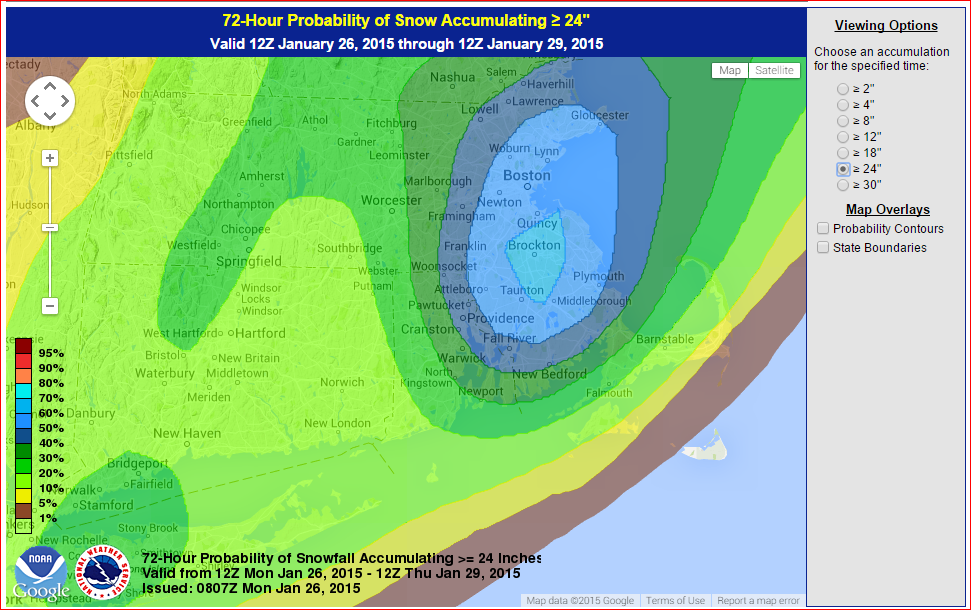 72-Hour Probability of Snow Accumulating ≥ 24"
Valid 12Z January 26, 2015 through 12Z January 29, 2015
Viewing Options
Choose an accumulation
for the specified time:
≥ 2"
≥ 4"
≥ 8"
≥ 12"
≥ 18"
≥ 24"
≥ 30"
Map Overlays
Probability Contours
State Boundaries
Map Satellite
ectady
Nashua
Salem
Haverhill
North Adams
Lawrence
Lowell
Gloucester
Greenfield
Athol
Fitchburg
Albany
Gardner
Leominster
Woburn
Lynn
Pittsfield
Amherst
Marlborough
Boston
Hudson
Northampton
Worcester
Newton
Framingham
Chicopee
Quincy
Westfield
Southbridge
Franklin
Brockton
Springfield
Webster
Woonsocket
Putnam
Plymouth
Windsor
Locks
Attleboro
Taunton
Windsor
Pawtucket
Middleborough
Providence
West Hartford
Hartford
Cranston
Fall River
Barnstable
Bristol
New Britain
Warwick
Waterbury
Middletown
North
Kingstown
New Bedford
Norwich
Newport
Falmouth
Meriden
Danbury
New London
New Haven
Bridgeport
Fairfield
Norwalk
Stamford
Stony Brook
New Rochelle
Smithtown
Shirley
95%
90%
80%
70%
60%
50%
40%
30%
20%
10%
5%
1%
NOAA
NATIONAL WEATHER SERVICE
Google
72-Hour Probability of Snowfall Accumulating >= 24 Inches
Valid from 12Z Mon Jan 26, 2015 - 12Z Thu Jan 29, 2015
Issued: 0807Z Mon Jan 26, 2015
Map data ©2015 Google Terms of Use Report a map error